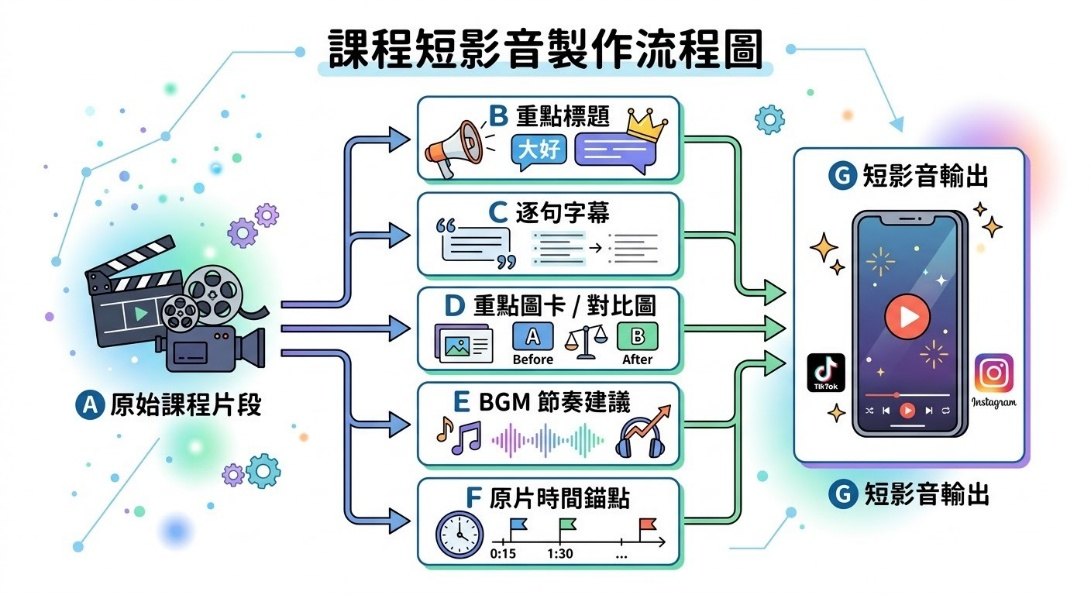 課程短影音製作流程圖
A 原始課程片段
B 重點標題
大好
C 逐句字幕
D 重點圖卡 / 對比圖
A
Before
B
After
E BGM 節奏建議
F 原片時間錨點
0:15
1:30
...
G 短影音輸出
TikTok
Instagram
G 短影音輸出